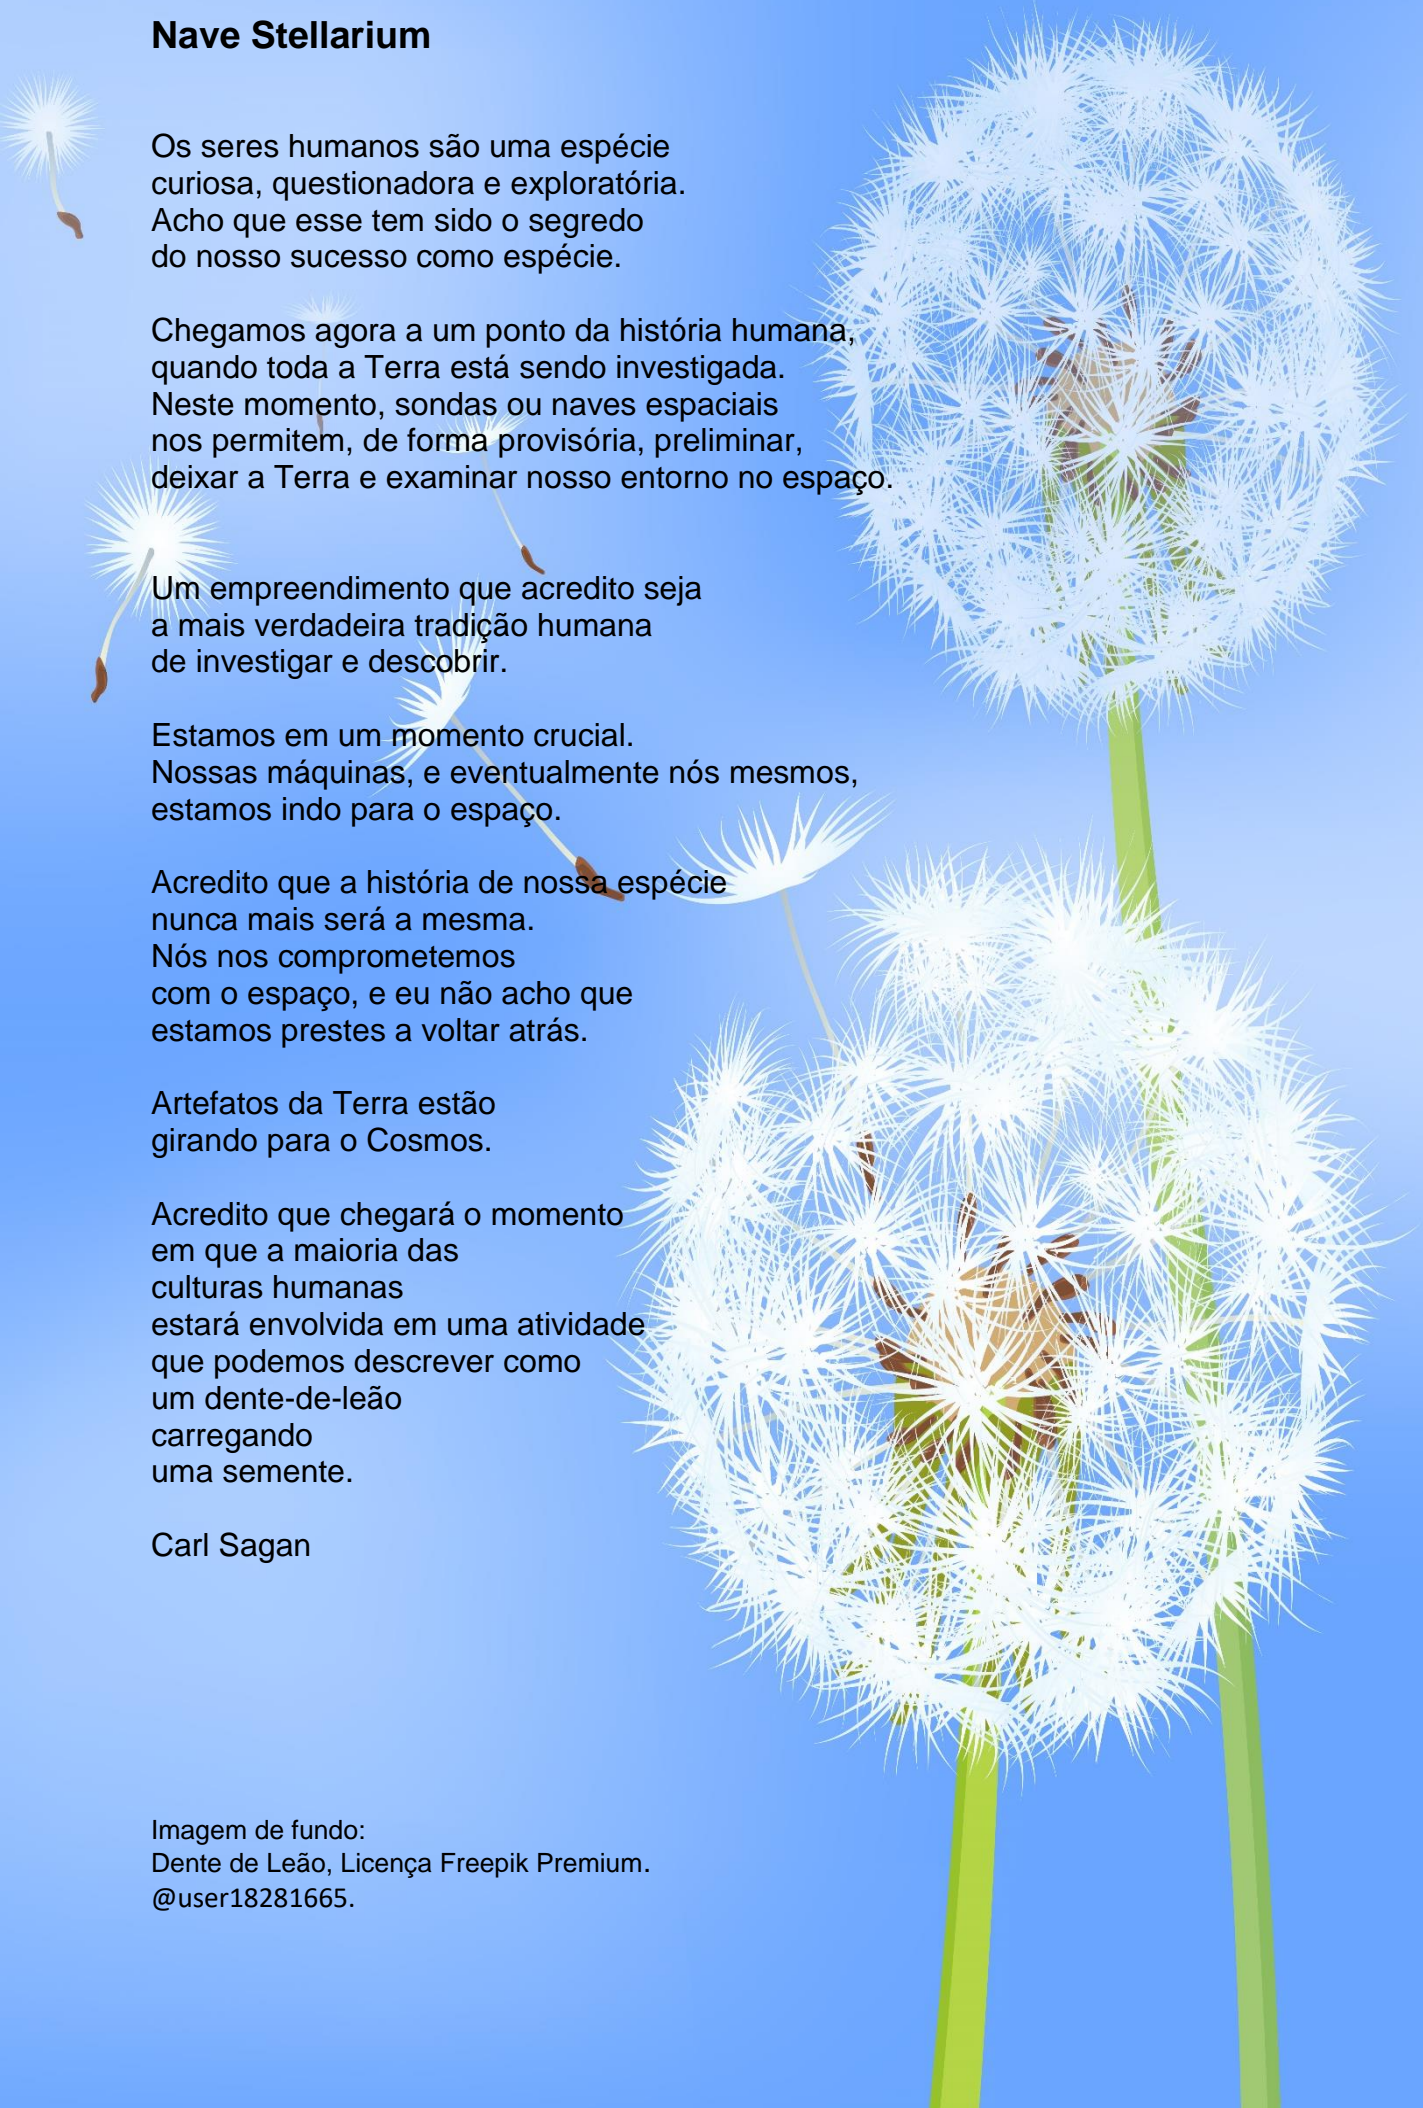 Nave Stellarium
Os seres humanos são uma espécie
curiosa, questionadora e exploratória.
Acho que esse tem sido o segredo
do nosso sucesso como espécie.
Chegamos agora a um ponto da história humana,
quando toda a Terra está sendo investigada.
Neste momento, sondas ou naves espaciais
nos permitem, de forma provisória, preliminar,
deixar a Terra e examinar nosso entorno no espaço.
Um empreendimento que acredito seja
a mais verdadeira tradição humana
de investigar e descobrir.
Estamos em um momento crucial.
Nossas máquinas, e eventualmente nós mesmos,
estamos indo para o espaço.
Acredito que a história de nossa espécie
nunca mais será a mesma.
Nós nos comprometemos
com o espaço, e eu não acho que
estamos prestes a voltar atrás.
Artefatos da Terra estão
girando para o Cosmos.
Acredito que chegará o momento
em que a maioria das
culturas humanas
estará envolvida em uma atividade
que podemos descrever como
um dente-de-leão
carregando
uma semente.
Carl Sagan
Imagem de fundo:
Dente de Leão, Licença Freepik Premium.
@user18281665.